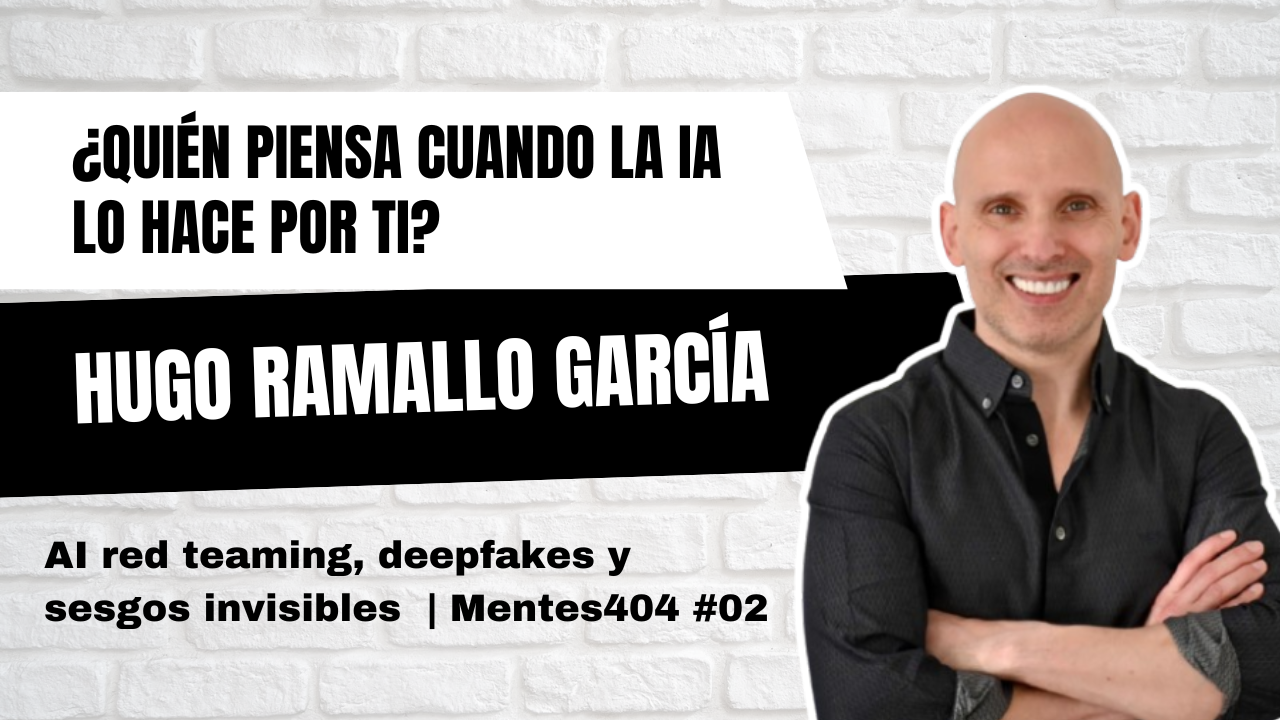 ¿QUIÉN PIENSA CUANDO LA IA
LO HACE POR TI?
HUGO RAMALLO GARCÍA
AI red teaming, deepfakes y
sesgos invisibles | Mentes404 #02